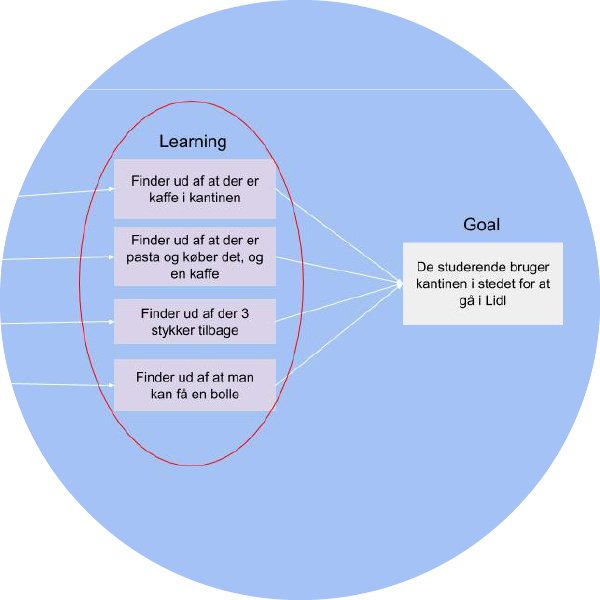 Learning
Finder ud af at der er
kaffe i kantinen
Finder ud af at der er
pasta og køber det, og
en kaffe
Finder ud af der 3
stykker tilbage
Finder ud af at man
kan få en bolle
Goal
De studerende bruger
kantinen i stedet for at
gå i Lidl